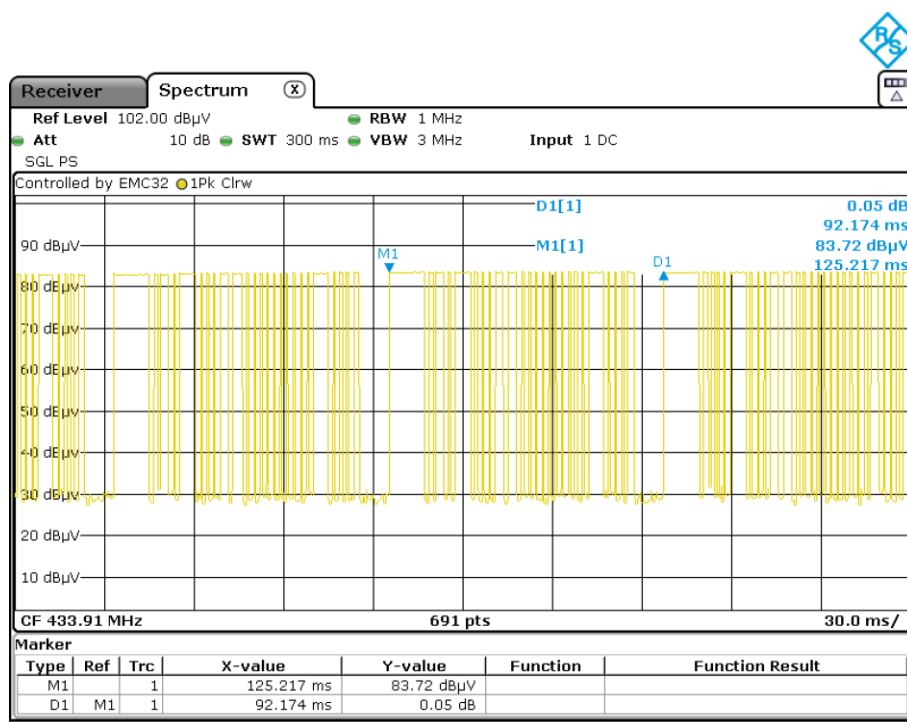 R&S
Receiver Spectrum X
Ref Level 102.00 dBµV RBW 1 MHz
Att 10 dB SWT 300 ms VBW 3 MHz Input 1 DC
SGL PS
Controlled by EMC32 1Pk Clrw
D1[1] 0.05 dB
92.174 ms
90 dBµV M1[1] 83.72 dBµV
M1 D1 125.217 ms
80 dBµV
70 dBµV
60 dBµV
50 dBµV
40 dBµV
30 dBµV
20 dBµV
10 dBµV
CF 433.91 MHz 691 pts 30.0 ms/
Marker
Type Ref Trc X-value Y-value Function Function Result
M1 1 125.217 ms 83.72 dBµV
D1 M1 1 92.174 ms 0.05 dB